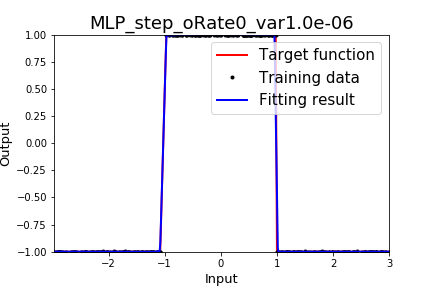 MLP_step_oRate0_var1.0e-06
1.00
0.75
0.50
0.25
0.00
−0.25
−0.50
−0.75
−1.00
Output
Target function
Training data
Fitting result
−2
−1
0
1
2
3
Input